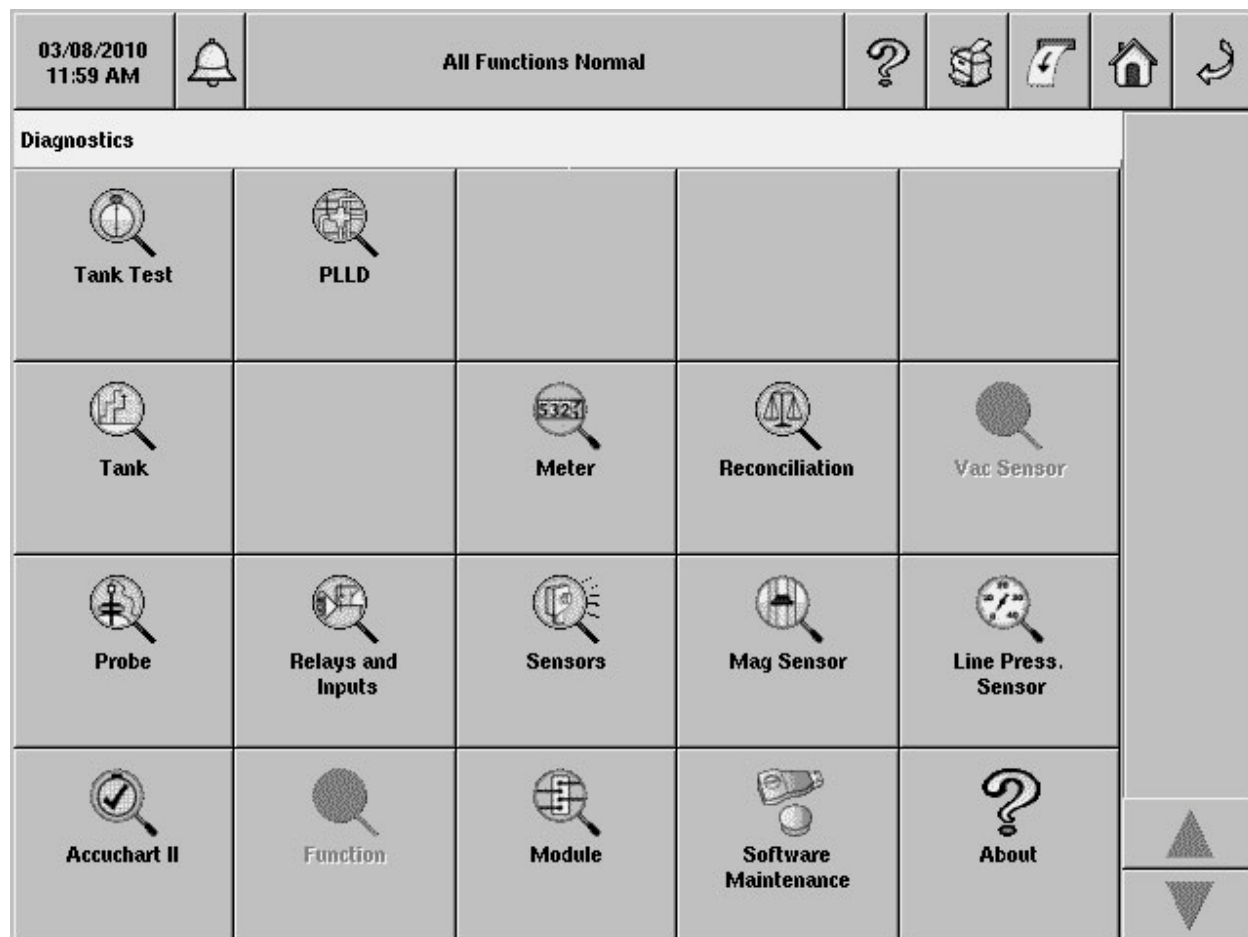 03/08/2010
11:59 AM
All Functions Normal
Diagnostics
Tank Test
PLLD
Tank
532
Meter
Reconciliation
Vac Sensor
Probe
Relays and
Inputs
Sensors
Mag Sensor
Line Press.
Sensor
Accuchart II
Function
Module
Software
Maintenance
About